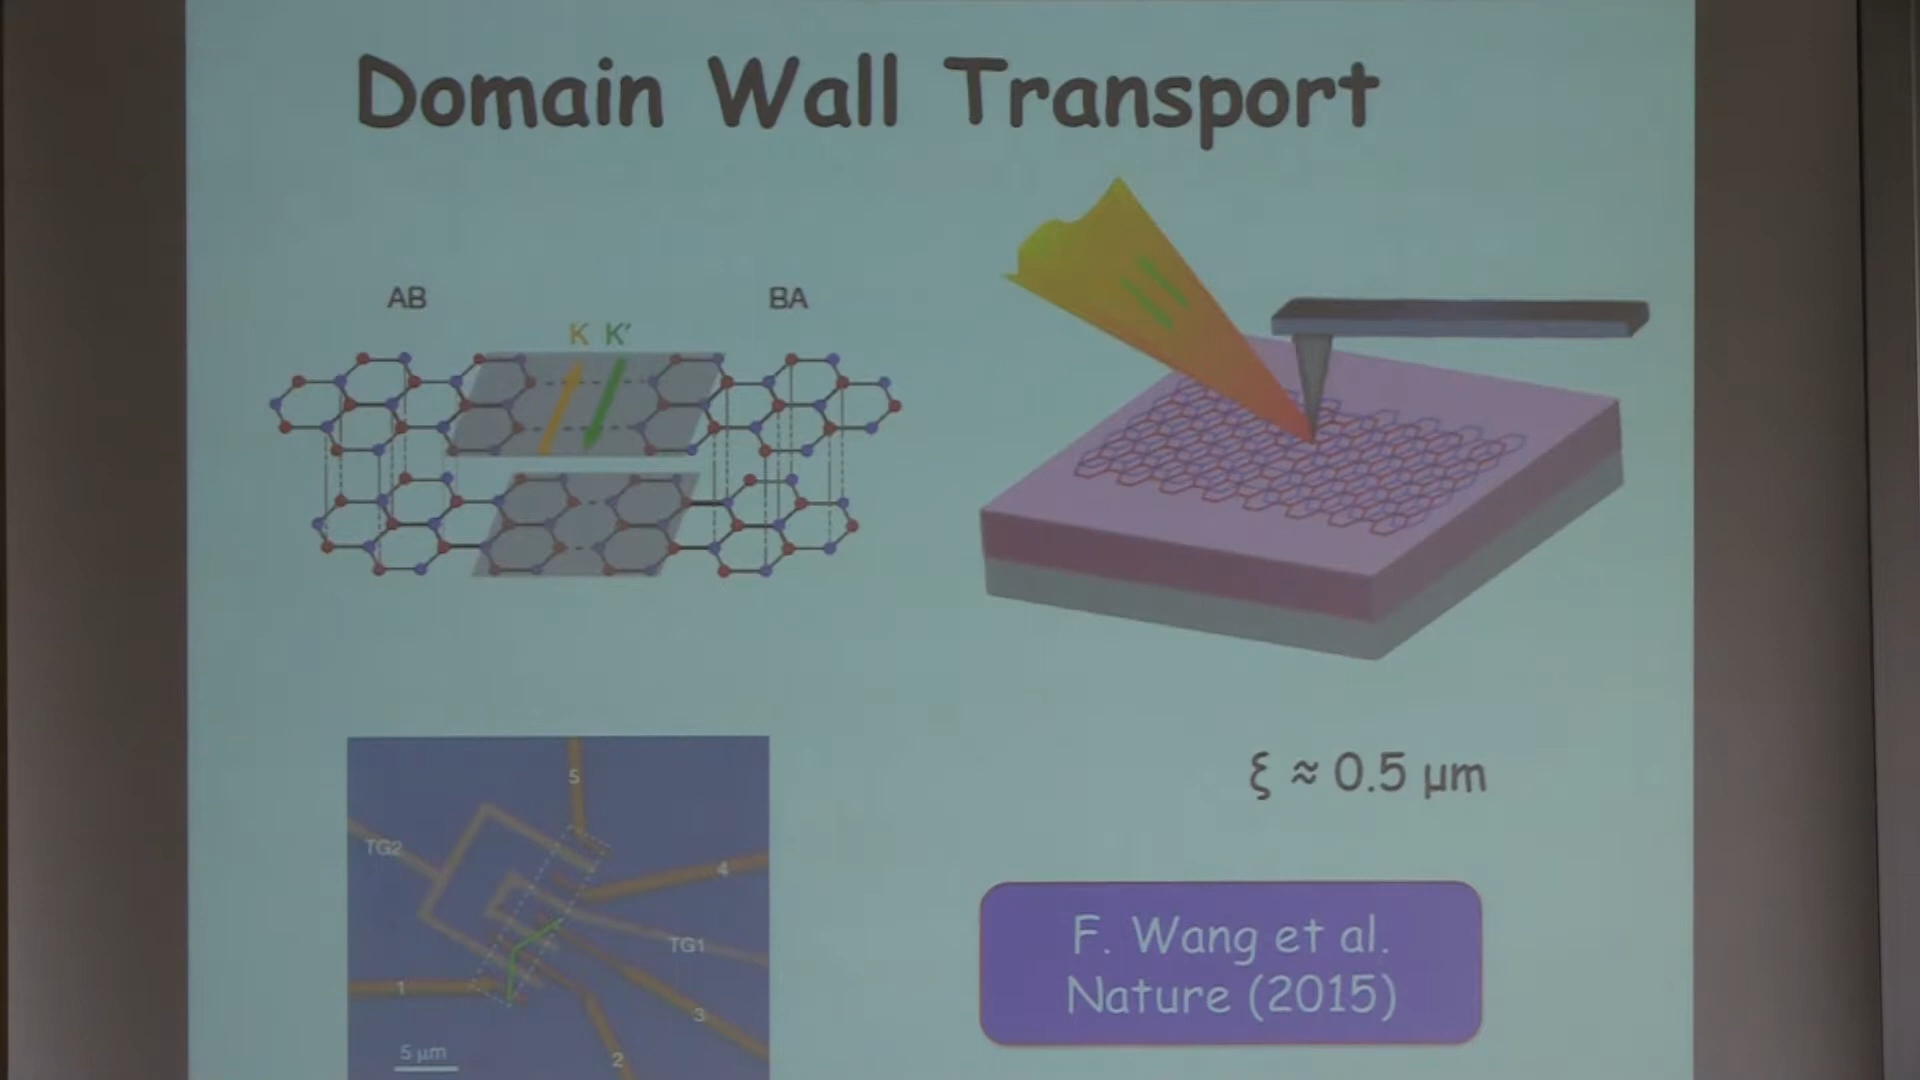 Domain Wall Transport
AB
BA
K K′
ξ ≈ 0.5 μm
5
TG2
4
TG1
1
3
2
5 μm
F. Wang et al.
Nature (2015)